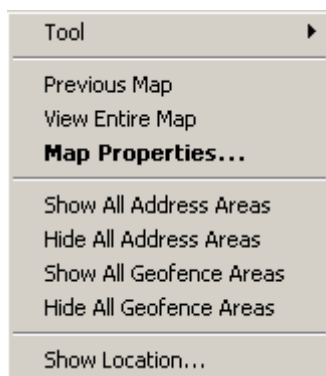 Tool
Previous Map
View Entire Map
Map Properties...
Show All Address Areas
Hide All Address Areas
Show All Geofence Areas
Hide All Geofence Areas
Show Location...